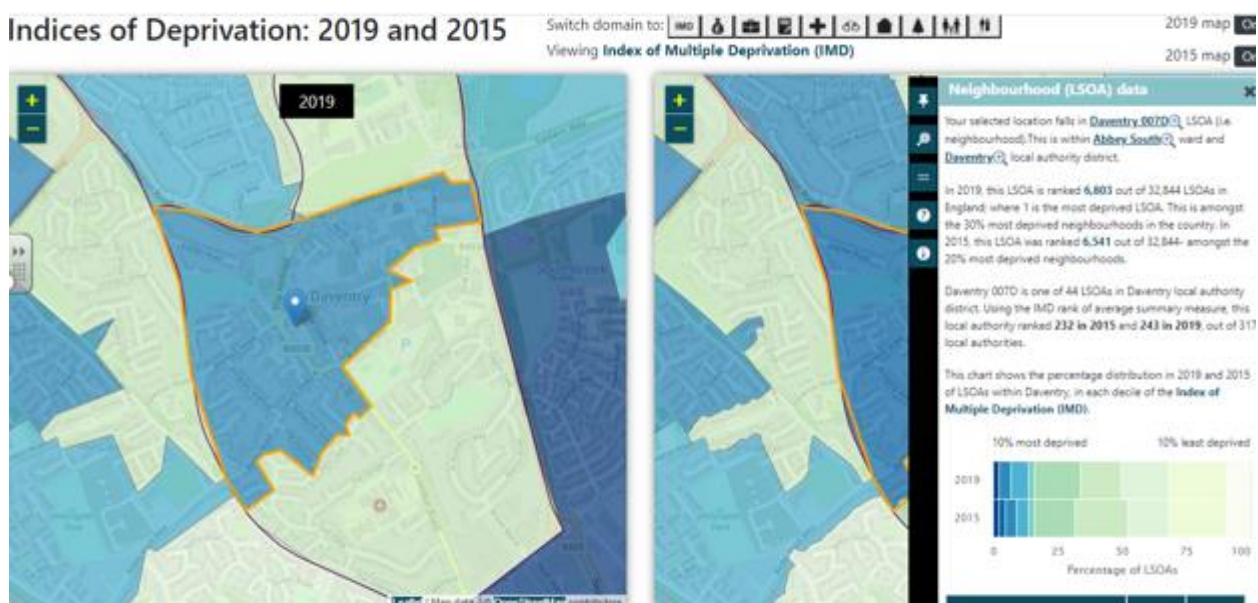 Indices of Deprivation: 2019 and 2015
Switch domain to: IMD
Viewing Index of Multiple Deprivation (IMD)
2019 map On
2015 map On
2019
Daventry
Neighbourhood (LSOA) data
Your selected location falls in Daventry 007D LSOA (i.e.
neighbourhood).This is within Abbey South ward and
Daventry local authority district.
In 2019, this LSOA is ranked 6,803 out of 32,844 LSOAs in
England; where 1 is the most deprived LSOA. This is amongst
the 30% most deprived neighbourhoods in the country. In
2015, this LSOA was ranked 6,541 out of 32,844- amongst the
20% most deprived neighbourhoods.
Daventry 007D is one of 44 LSOAs in Daventry local authority
district. Using the IMD rank of average summary measure, this
local authority ranked 232 in 2015 and 243 in 2019, out of 317
local authorities.
This chart shows the percentage distribution in 2019 and 2015
of LSOAs within Daventry, in each decile of the Index of
Multiple Deprivation (IMD).
10% most deprived 10% least deprived
2019
2015
0 25 50 75 100
Percentage of LSOAs